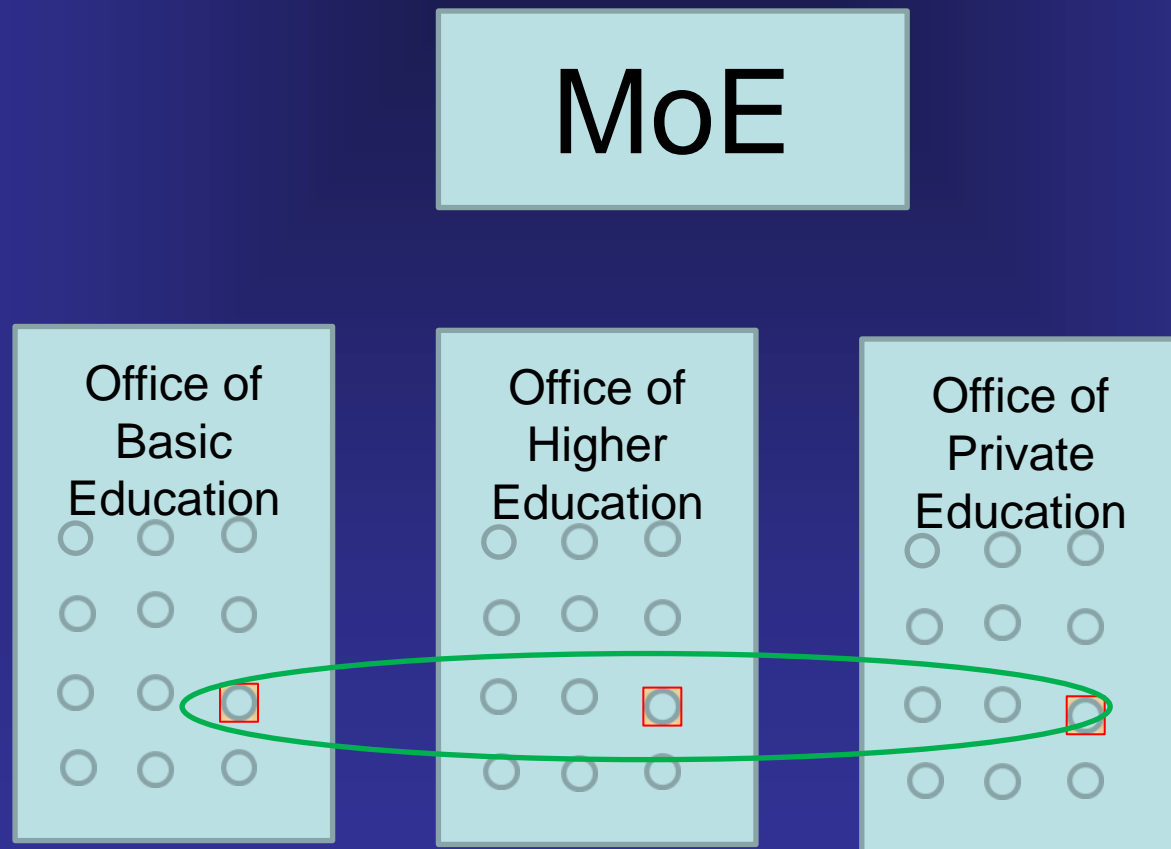 MoE
Office of
Basic
Education
Office of
Higher
Education
Office of
Private
Education